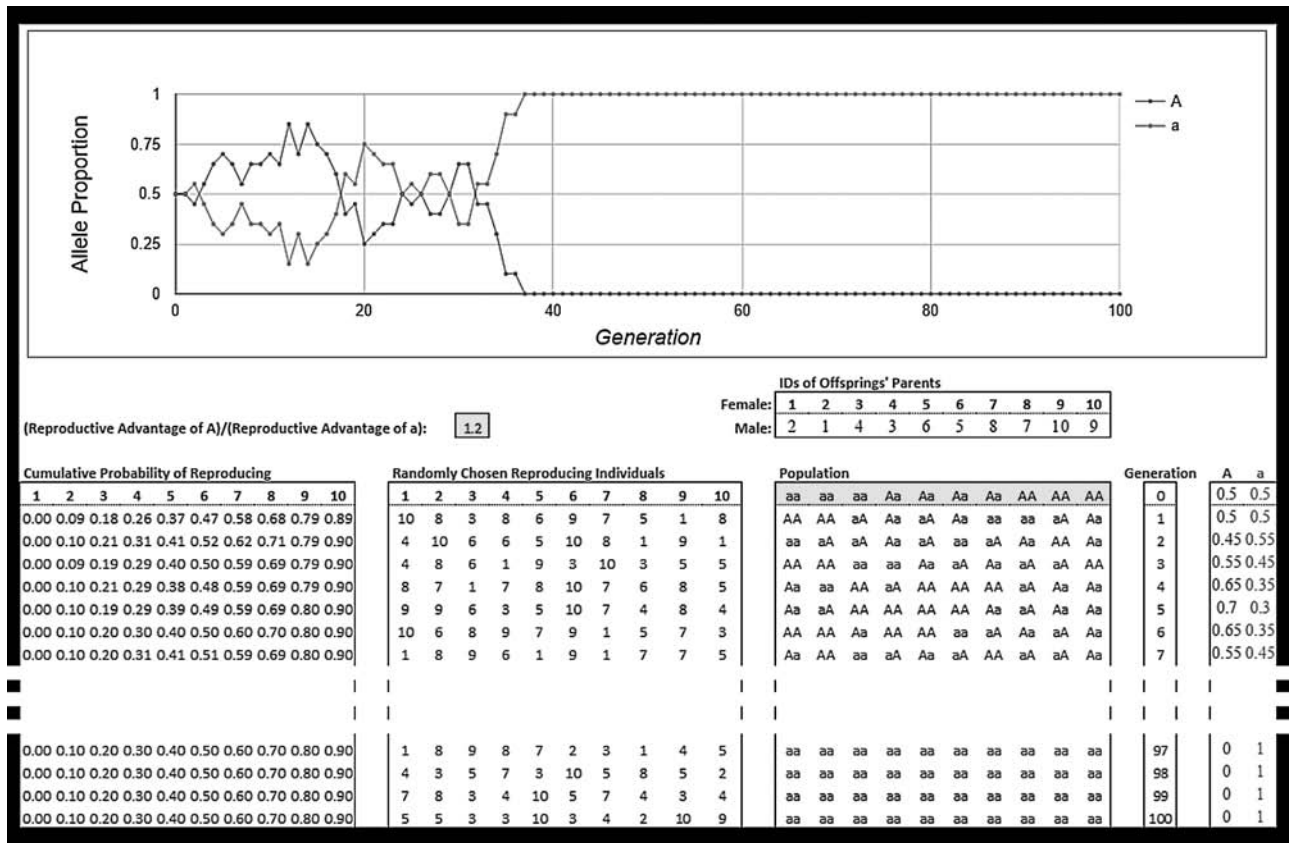 1
A
0.75
a
0.5
0.25
0
0 20 40 60 80 100
Allele Proportion
Generation
IDs of Offsprings' Parents
Female: 1 2 3 4 5 6 7 8 9 10
(Reproductive Advantage of A)/(Reproductive Advantage of a): 1.2 Male: 2 1 4 3 6 5 8 7 10 9
Cumulative Probability of Reproducing Randomly Chosen Reproducing Individuals Population Generation A a
1 2 3 4 5 6 7 8 9 10 1 2 3 4 5 6 7 8 9 10 aa aa aa Aa Aa Aa Aa AA AA AA 0 0.5 0.5
0.00 0.09 0.18 0.26 0.37 0.47 0.58 0.68 0.79 0.89 10 8 3 8 6 9 7 5 1 8 AA AA aA Aa aA Aa aa aa aA Aa 1 0.5 0.5
0.00 0.10 0.21 0.31 0.41 0.52 0.62 0.71 0.79 0.90 4 10 6 6 5 10 8 1 9 1 aa aA aA Aa aA aa aA Aa AA Aa 2 0.45 0.55
0.00 0.09 0.19 0.29 0.40 0.50 0.59 0.69 0.79 0.90 4 8 6 1 9 3 10 3 5 5 AA AA aa aa Aa aA Aa aA Aa AA 3 0.55 0.45
0.00 0.10 0.21 0.29 0.38 0.48 0.59 0.69 0.79 0.90 8 7 1 7 8 10 7 6 8 5 Aa aa AA aA AA AA AA aA Aa Aa 4 0.65 0.35
0.00 0.10 0.19 0.29 0.39 0.49 0.59 0.69 0.80 0.90 9 9 6 3 5 10 7 4 8 4 Aa aA AA AA AA AA Aa aA AA Aa 5 0.7 0.3
0.00 0.10 0.20 0.30 0.40 0.50 0.60 0.70 0.80 0.90 10 6 8 9 7 9 1 5 7 3 AA AA Aa AA AA aa aA Aa aA Aa 6 0.65 0.35
0.00 0.10 0.20 0.31 0.41 0.51 0.59 0.69 0.80 0.90 1 8 9 6 1 9 1 7 7 5 Aa AA aa aA Aa aA AA aA aA Aa 7 0.55 0.45
0.00 0.10 0.20 0.30 0.40 0.50 0.60 0.70 0.80 0.90 1 8 9 8 7 2 3 1 4 5 aa aa aa aa aa aa aa aa aa aa 97 0 1
0.00 0.10 0.20 0.30 0.40 0.50 0.60 0.70 0.80 0.90 4 3 5 7 3 10 5 8 5 2 aa aa aa aa aa aa aa aa aa aa 98 0 1
0.00 0.10 0.20 0.30 0.40 0.50 0.60 0.70 0.80 0.90 7 8 3 4 10 5 7 4 3 4 aa aa aa aa aa aa aa aa aa aa 99 0 1
0.00 0.10 0.20 0.30 0.40 0.50 0.60 0.70 0.80 0.90 5 5 3 3 10 3 4 2 10 9 aa aa aa aa aa aa aa aa aa aa 100 0 1